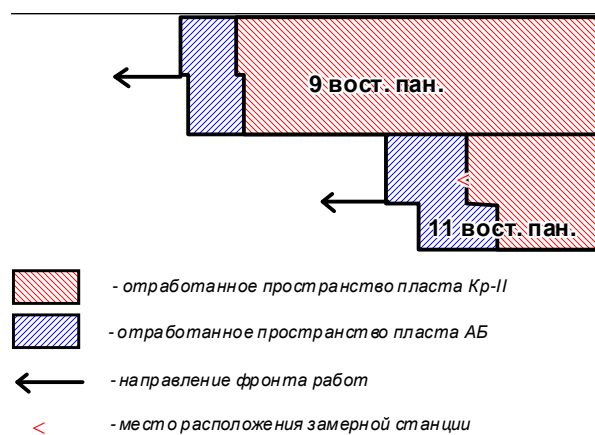 9 вост. пан.
11 вост. пан.
- отработанное пространство пласта Кр-II
- отработанное пространство пласта АБ
- направление фронта работ
- место расположения замерной станции